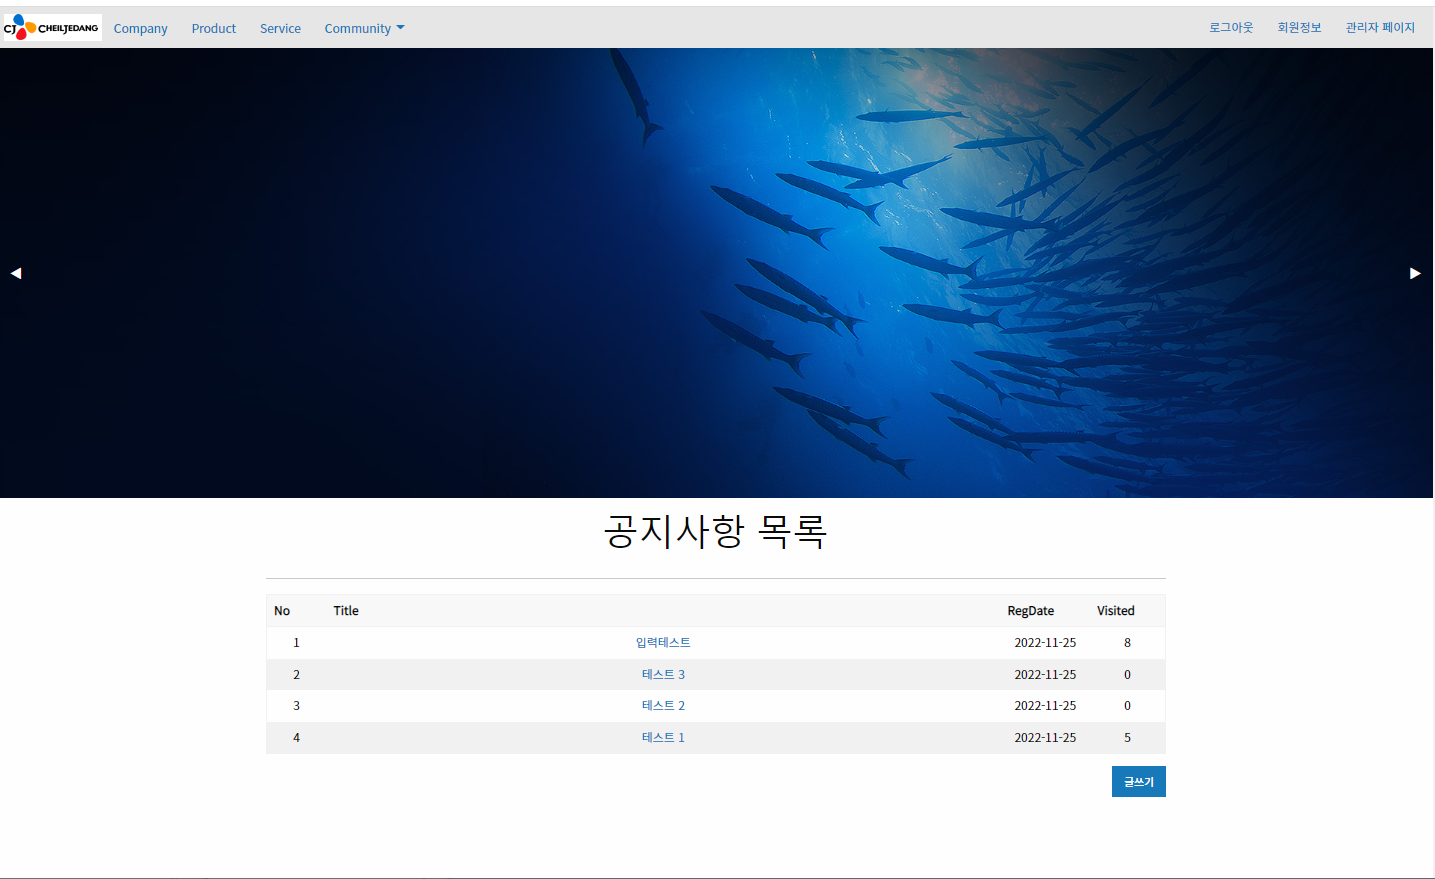 CJ CHEILJEDANG Company Product Service Community 로그아웃 회원정보 관리자 페이지
공지사항 목록
No Title RegDate Visited
1 입력테스트 2022-11-25 8
2 테스트 3 2022-11-25 0
3 테스트 2 2022-11-25 0
4 테스트 1 2022-11-25 5
글쓰기